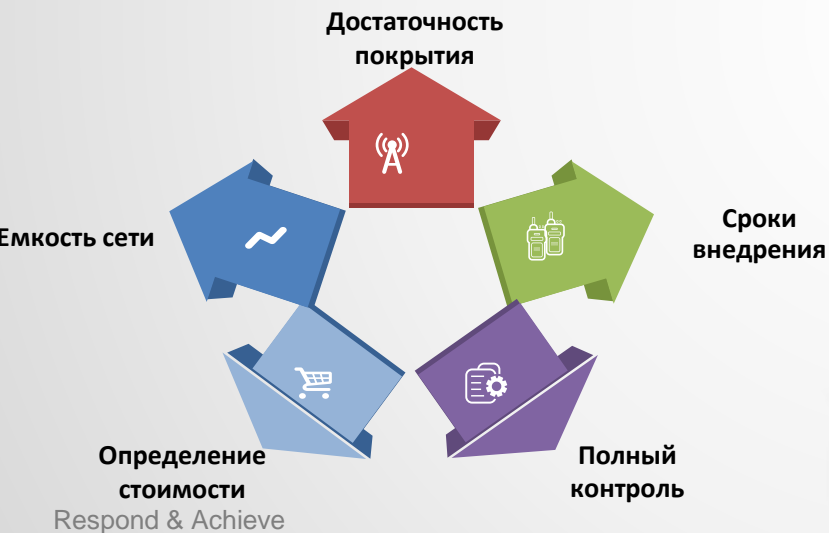 Достаточность
покрытия
Емкость сети
Сроки
внедрения
Определение
стоимости
Полный
контроль
Respond & Achieve